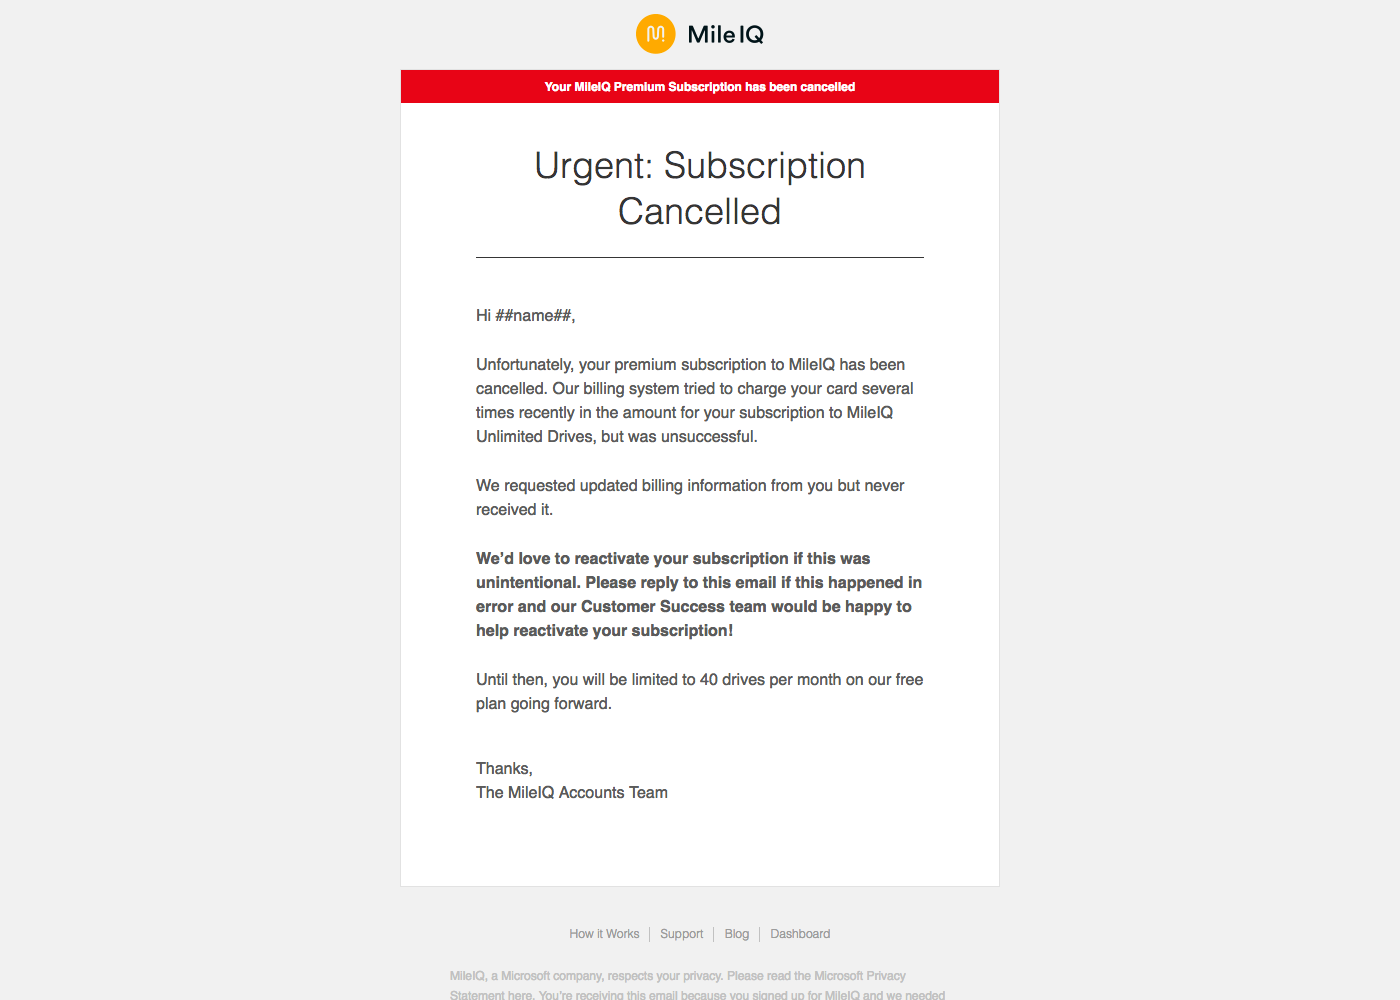 MileIQ
Your MileIQ Premium Subscription has been cancelled
Urgent: Subscription
Cancelled
Hi ##name##,
Unfortunately, your premium subscription to MileIQ has been
cancelled. Our billing system tried to charge your card several
times recently in the amount for your subscription to MileIQ
Unlimited Drives, but was unsuccessful.
We requested updated billing information from you but never
received it.
We’d love to reactivate your subscription if this was
unintentional. Please reply to this email if this happened in
error and our Customer Success team would be happy to
help reactivate your subscription!
Until then, you will be limited to 40 drives per month on our free
plan going forward.
Thanks,
The MileIQ Accounts Team
How it Works Support Blog Dashboard
MileIQ, a Microsoft company, respects your privacy. Please read the Microsoft Privacy
Statement here. You're receiving this email because you signed up for MileIQ and we needed